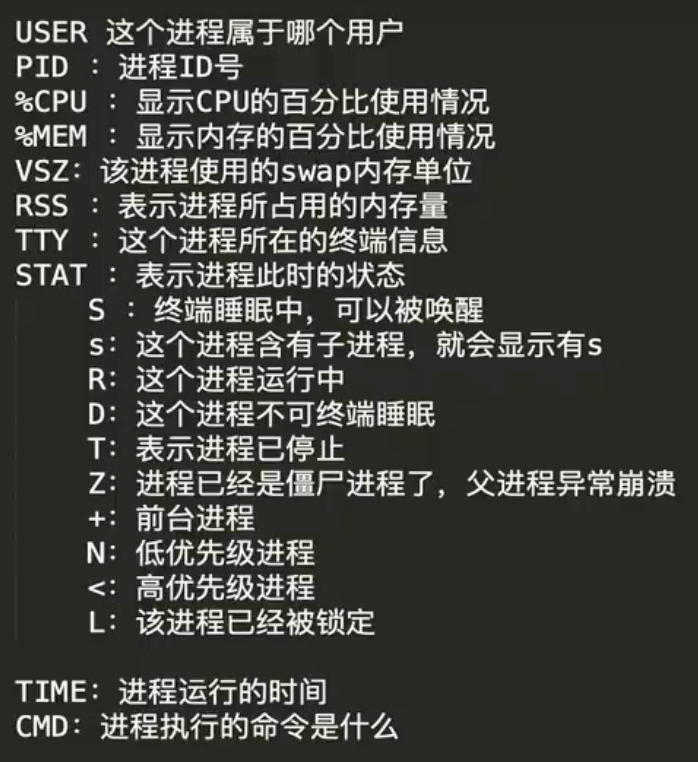 USER 这个进程属于哪个用户
PID : 进程ID号
%CPU : 显示CPU的百分比使用情况
%MEM : 显示内存的百分比使用情况
VSZ: 该进程使用的swap内存单位
RSS : 表示进程所占用的内存量
TTY : 这个进程所在的终端信息
STAT : 表示进程此时的状态
S : 终端睡眠中, 可以被唤醒
s: 这个进程含有子进程, 就会显示有s
R: 这个进程运行中
D: 这个进程不可终端睡眠
T: 表示进程已停止
Z: 进程已经是僵尸进程了, 父进程异常崩溃
+: 前台进程
N: 低优先级进程
<: 高优先级进程
L: 该进程已经被锁定
TIME: 进程运行的时间
CMD: 进程执行的命令是什么